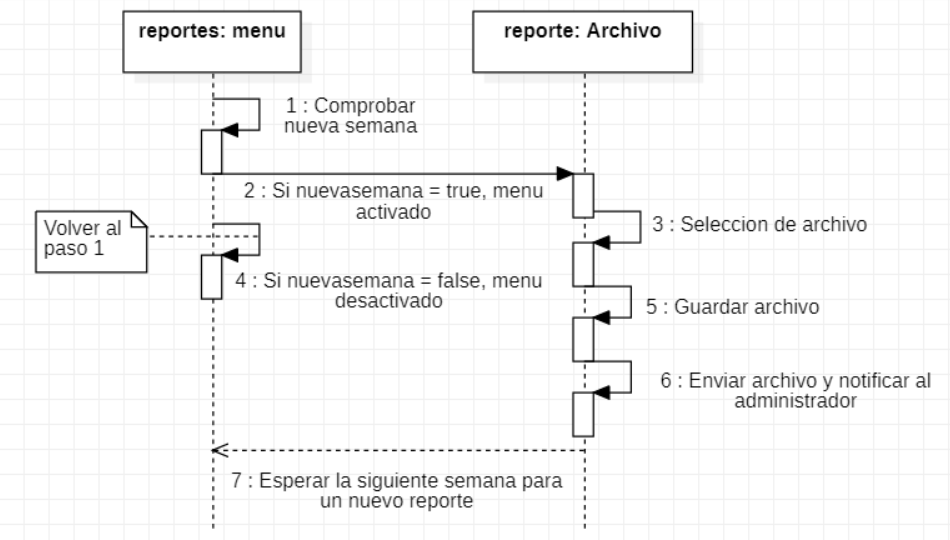 reportes: menu
reporte: Archivo
1 : Comprobar
nueva semana
2 : Si nuevasemana = true, menu
activado
Volver al
paso 1
3 : Seleccion de archivo
4 : Si nuevasemana = false, menu
desactivado
5 : Guardar archivo
6 : Enviar archivo y notificar al
administrador
7 : Esperar la siguiente semana para
un nuevo reporte